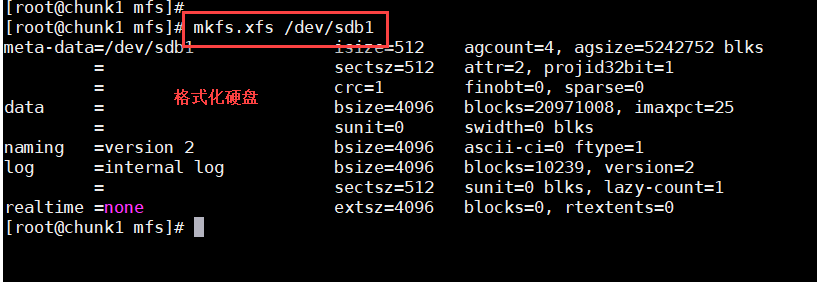 [root@chunk1 mfs]#
[root@chunk1 mfs]# mkfs.xfs /dev/sdb1
meta-data=/dev/sdb1              isize=512    agcount=4, agsize=5242752 blks
         =                       sectsz=512   attr=2, projid32bit=1
         =                       crc=1        finobt=0, sparse=0
格式化硬盘
data     =                       bsize=4096   blocks=20971008, imaxpct=25
         =                       sunit=0      swidth=0 blks
naming   =version 2              bsize=4096   ascii-ci=0 ftype=1
log      =internal log           bsize=4096   blocks=10239, version=2
         =                       sectsz=512   sunit=0 blks, lazy-count=1
realtime =none                   extsz=4096   blocks=0, rtextents=0
[root@chunk1 mfs]#